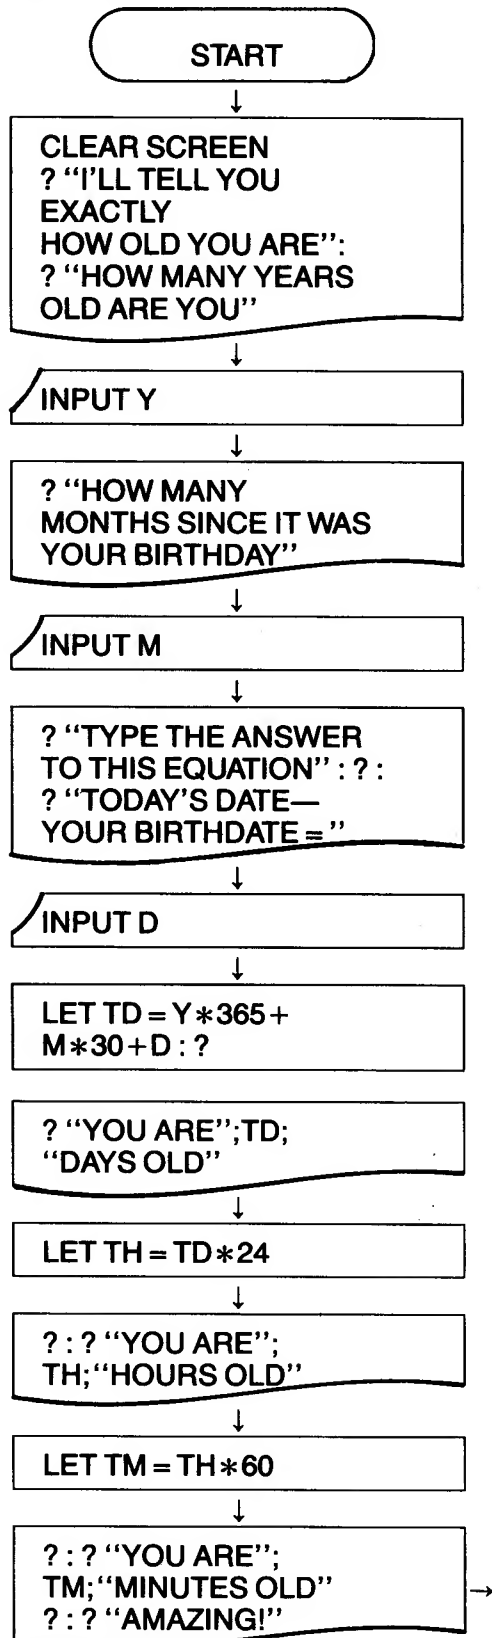 START
CLEAR SCREEN
? “I’LL TELL YOU
EXACTLY
HOW OLD YOU ARE”:
? “HOW MANY YEARS
OLD ARE YOU”
INPUT Y
? “HOW MANY
MONTHS SINCE IT WAS
YOUR BIRTHDAY”
INPUT M
? “TYPE THE ANSWER
TO THIS EQUATION” : ? :
? “TODAY’S DATE—
YOUR BIRTHDATE = ”
INPUT D
LET TD = Y*365+
M*30+D : ?
? “YOU ARE”;TD;
“DAYS OLD”
LET TH = TD*24
? : ? “YOU ARE”;
TH;“HOURS OLD”
LET TM = TH*60
? : ? “YOU ARE”;
TM;“MINUTES OLD”
? : ? “AMAZING!”